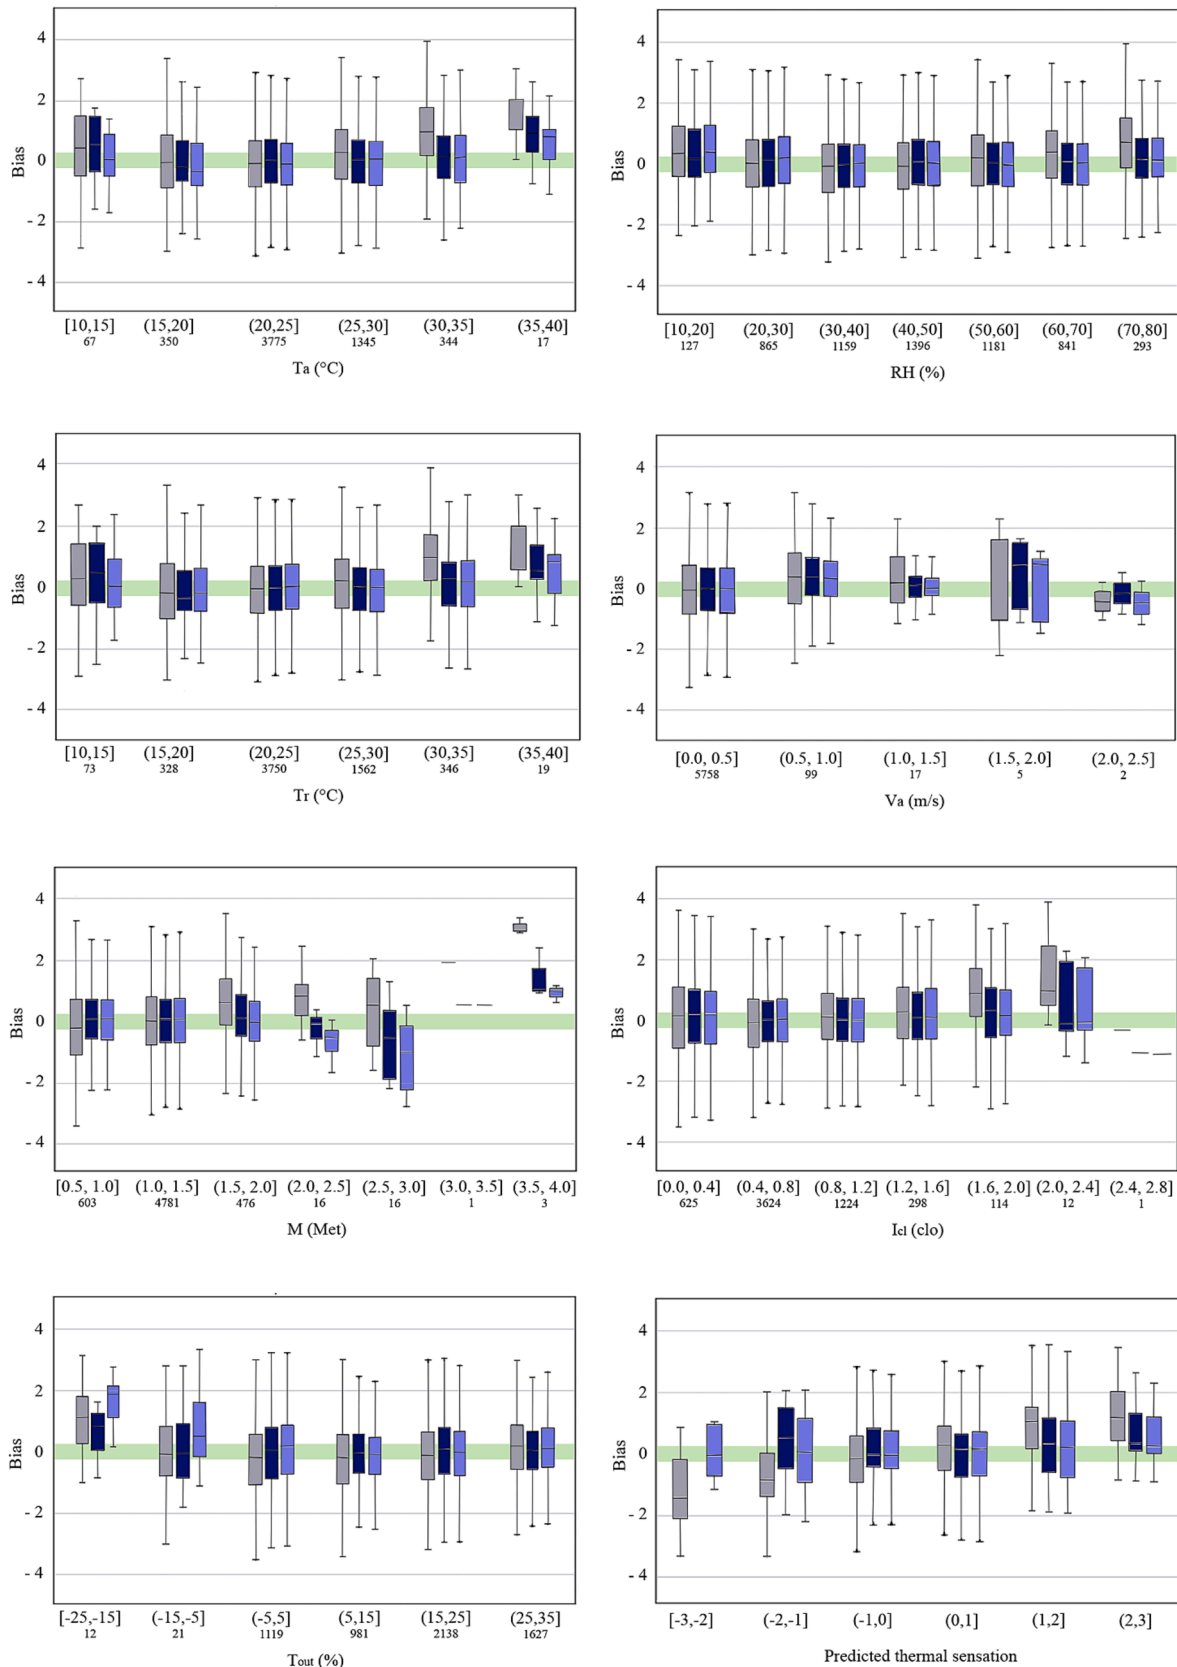 4
2
0
- 2
- 4
Bias
[10,15] (15,20] (20,25] (25,30] (30,35] (35,40]
67 350 3775 1345 344 17
Ta (°C)
4
2
0
- 2
- 4
Bias
[10,20] (20,30] (30,40] (40,50] (50,60] (60,70] (70,80]
127 865 1159 1396 1181 841 293
RH (%)
4
2
0
- 2
- 4
Bias
[10,15] (15,20] (20,25] (25,30] (30,35] (35,40]
73 328 3750 1562 346 19
Tr (°C)
4
2
0
- 2
- 4
Bias
[0.0, 0.5] (0.5, 1.0] (1.0, 1.5] (1.5, 2.0] (2.0, 2.5]
5758 99 17 5 2
Va (m/s)
4
2
0
- 2
- 4
Bias
[0.5, 1.0] (1.0, 1.5] (1.5, 2.0] (2.0, 2.5] (2.5, 3.0] (3.0, 3.5] (3.5, 4.0]
603 4781 476 16 16 1 3
M (Met)
4
2
0
- 2
- 4
Bias
[0.0, 0.4] (0.4, 0.8] (0.8, 1.2] (1.2, 1.6] (1.6, 2.0] (2.0, 2.4] (2.4, 2.8]
625 3624 1224 298 114 12 1
Icl (clo)
4
2
0
- 2
- 4
Bias
[-25,-15] (-15,-5] (-5,5] (5,15] (15,25] (25,35]
12 21 1119 981 2138 1627
Tout (%)
4
2
0
- 2
- 4
Bias
[-3,-2] (-2,-1] (-1,0] (0,1] (1,2] (2,3]
Predicted thermal sensation